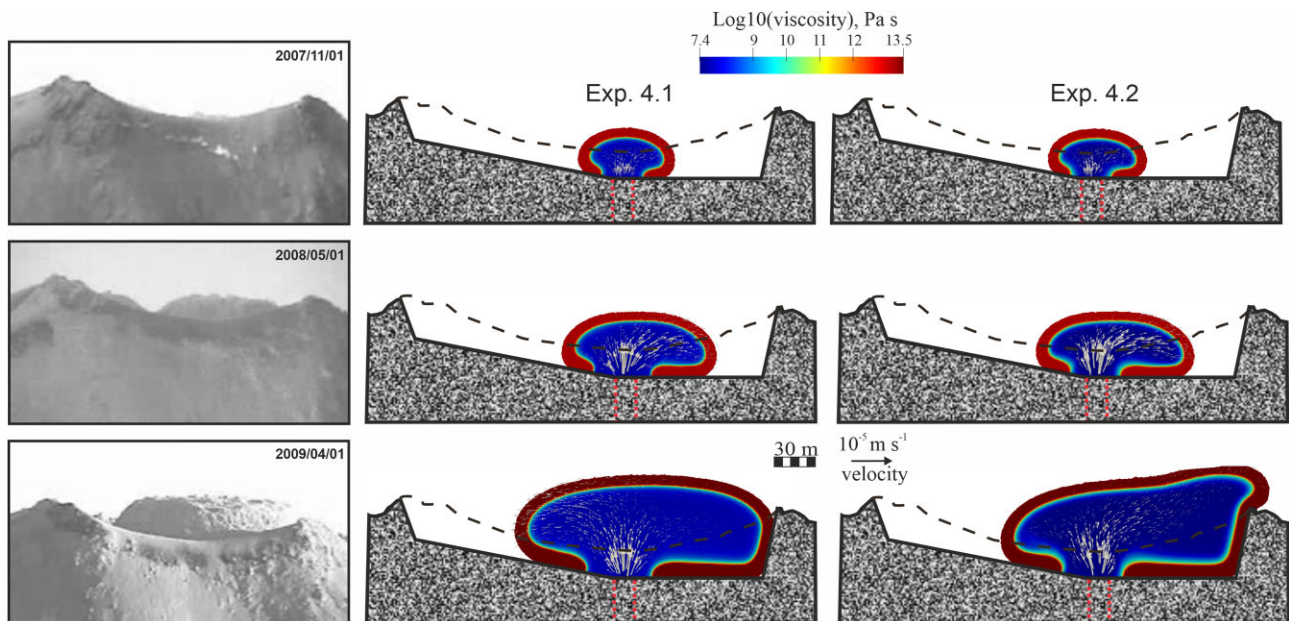 Log10(viscosity), Pa s
7.4 9 10 11 12 13.5
2007/11/01
Exp. 4.1
Exp. 4.2
2008/05/01
2009/04/01
30 m
10⁻⁵ m s⁻¹
velocity